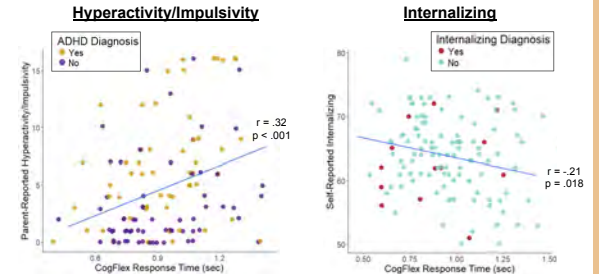 Hyperactivity/Impulsivity
ADHD Diagnosis
Yes
No
Parent-Reported Hyperactivity/Impulsivity
15
10
5
0
r = .32
p < .001
0.6
0.9
1.2
CogFlex Response Time (sec)
Internalizing
Internalizing Diagnosis
Yes
No
Self-Reported Internalizing
80
70
60
50
r = -.21
p = .018
0.50
0.75
1.00
1.25
1.50
CogFlex Response Time (sec)